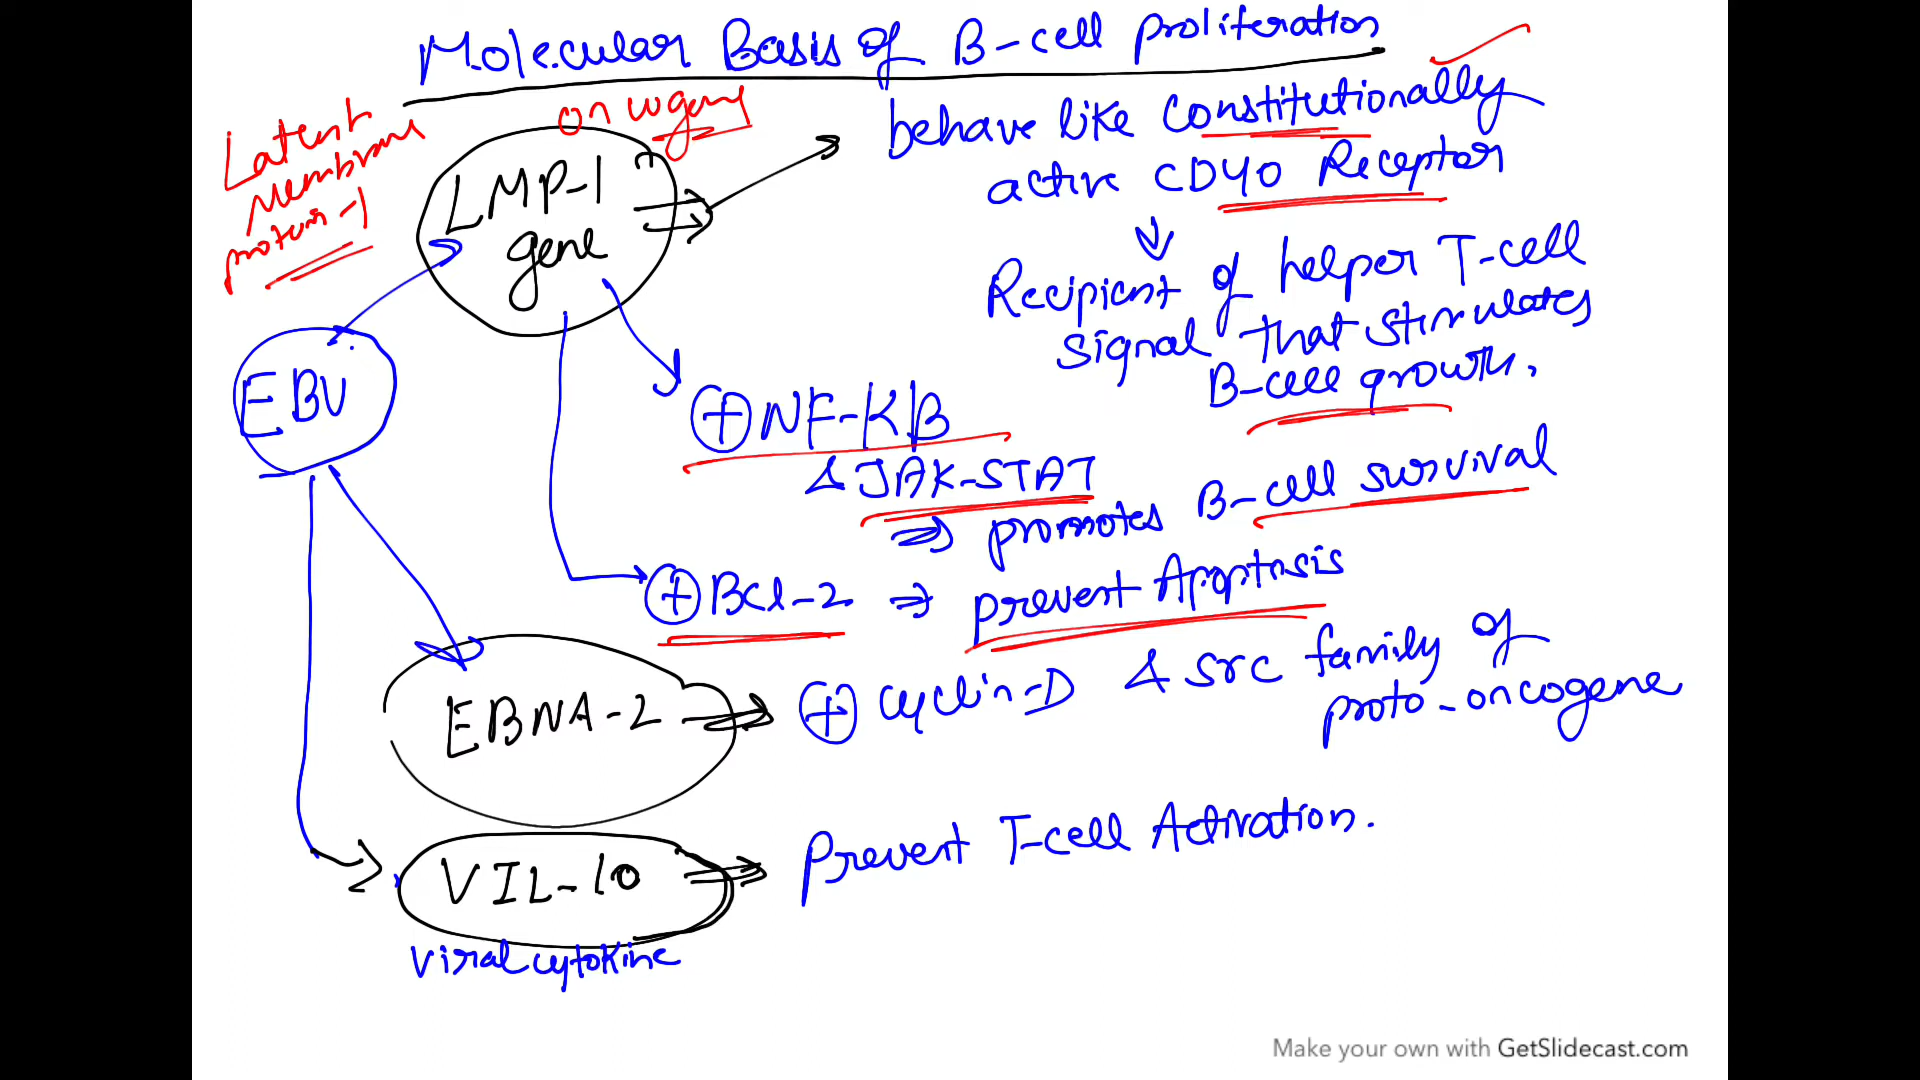 Molecular Basis of B-cell proliferation
Latent
Membrane
protein-1
oncogene
LMP-1
gene
behave like constitutionally
active CD40 Receptor
Recipient of helper T-cell
signal that stimulates
B-cell growth.
EBV
+ NF-KB
& JAK-STAT
⇒ promotes B-cell survival
+ Bcl-2 ⇒ prevent Apoptosis
EBNA-2
+ cyclin-D & src family of
proto-oncogene
VIL-10
Prevent T-cell Activation.
viral cytokine
Make your own with GetSlidecast.com